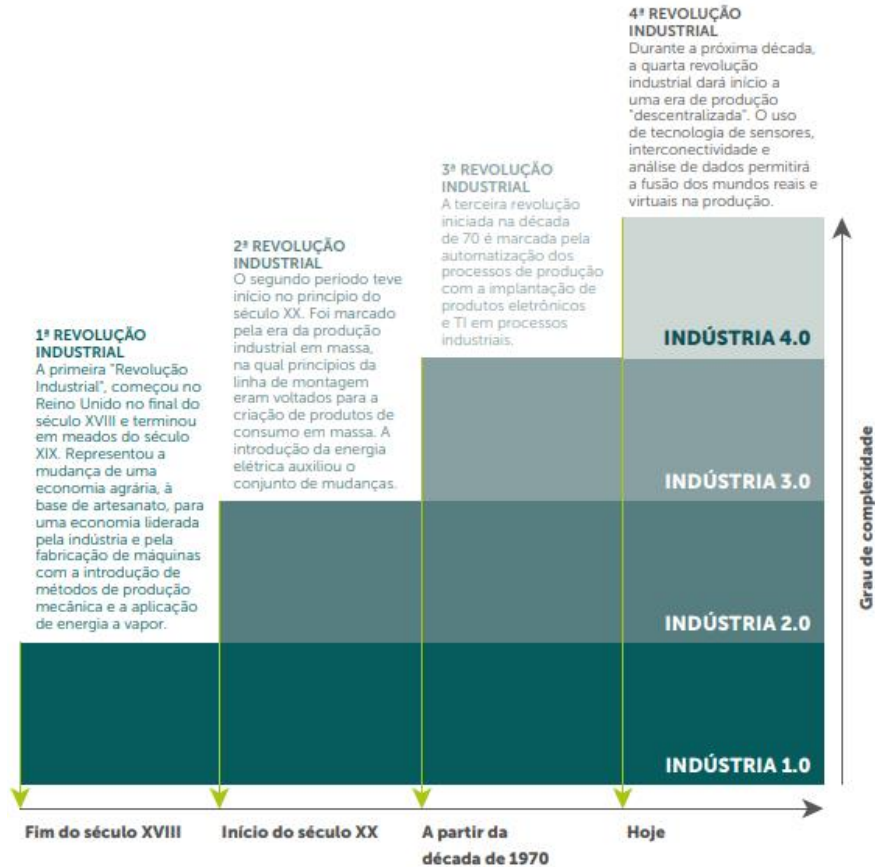 1ª REVOLUÇÃO
INDUSTRIAL
A primeira "Revolução
Industrial", começou no
Reino Unido no final do
século XVIII e terminou
em meados do século
XIX. Representou a
mudança de uma
economia agrária, à
base de artesanato, para
uma economia liderada
pela indústria e pela
fabricação de máquinas
com a introdução de
métodos de produção
mecânica e a aplicação
de energia a vapor.
2ª REVOLUÇÃO
INDUSTRIAL
O segundo período teve
início no princípio do
século XX. Foi marcado
pela era da produção
industrial em massa,
na qual princípios da
linha de montagem
eram voltados para a
criação de produtos de
consumo em massa. A
introdução da energia
elétrica auxiliou o
conjunto de mudanças.
3ª REVOLUÇÃO
INDUSTRIAL
A terceira revolução
iniciada na década
de 70 é marcada pela
automatização dos
processos de produção
com a implantação de
produtos eletrônicos
e TI em processos
industriais.
4ª REVOLUÇÃO
INDUSTRIAL
Durante a próxima década,
a quarta revolução
industrial dará início a
uma era de produção
"descentralizada". O uso
de tecnologia de sensores,
interconectividade e
análise de dados permitirá
a fusão dos mundos reais e
virtuais na produção.
INDÚSTRIA 4.0
INDÚSTRIA 3.0
INDÚSTRIA 2.0
INDÚSTRIA 1.0
Grau de complexidade
Fim do século XVIII
Início do século XX
A partir da
década de 1970
Hoje